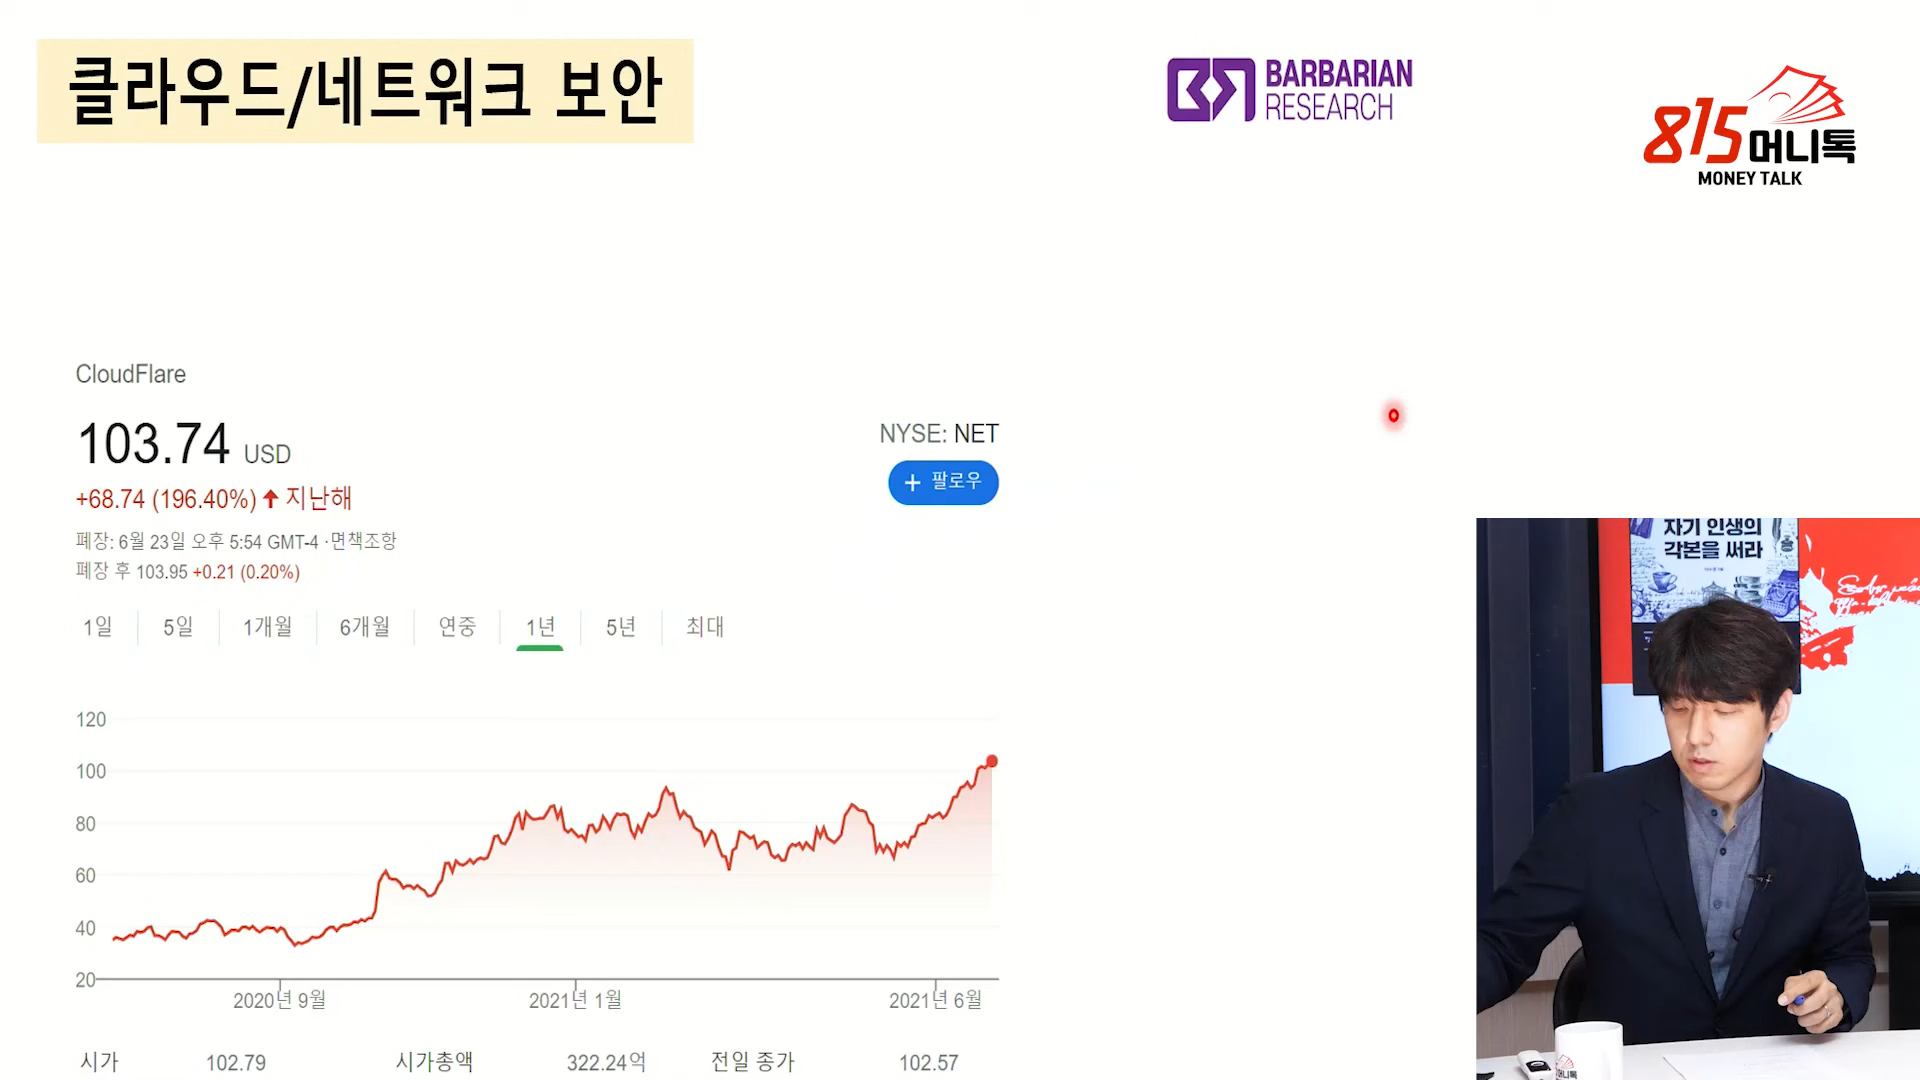 클라우드/네트워크 보안
BARBARIAN
RESEARCH
815머니톡
MONEY TALK
CloudFlare
103.74 USD
NYSE: NET
+ 팔로우
+68.74 (196.40%) ↑ 지난해
폐장: 6월 23일 오후 5:54 GMT-4 ·면책조항
폐장 후 103.95 +0.21 (0.20%)
1일 5일 1개월 6개월 연중 1년 5년 최대
120
100
80
60
40
20
2020년 9월 2021년 1월 2021년 6월
시가 102.79 시가총액 322.24억 전일 종가 102.57
자기 인생의
각본을 써라
머니톡